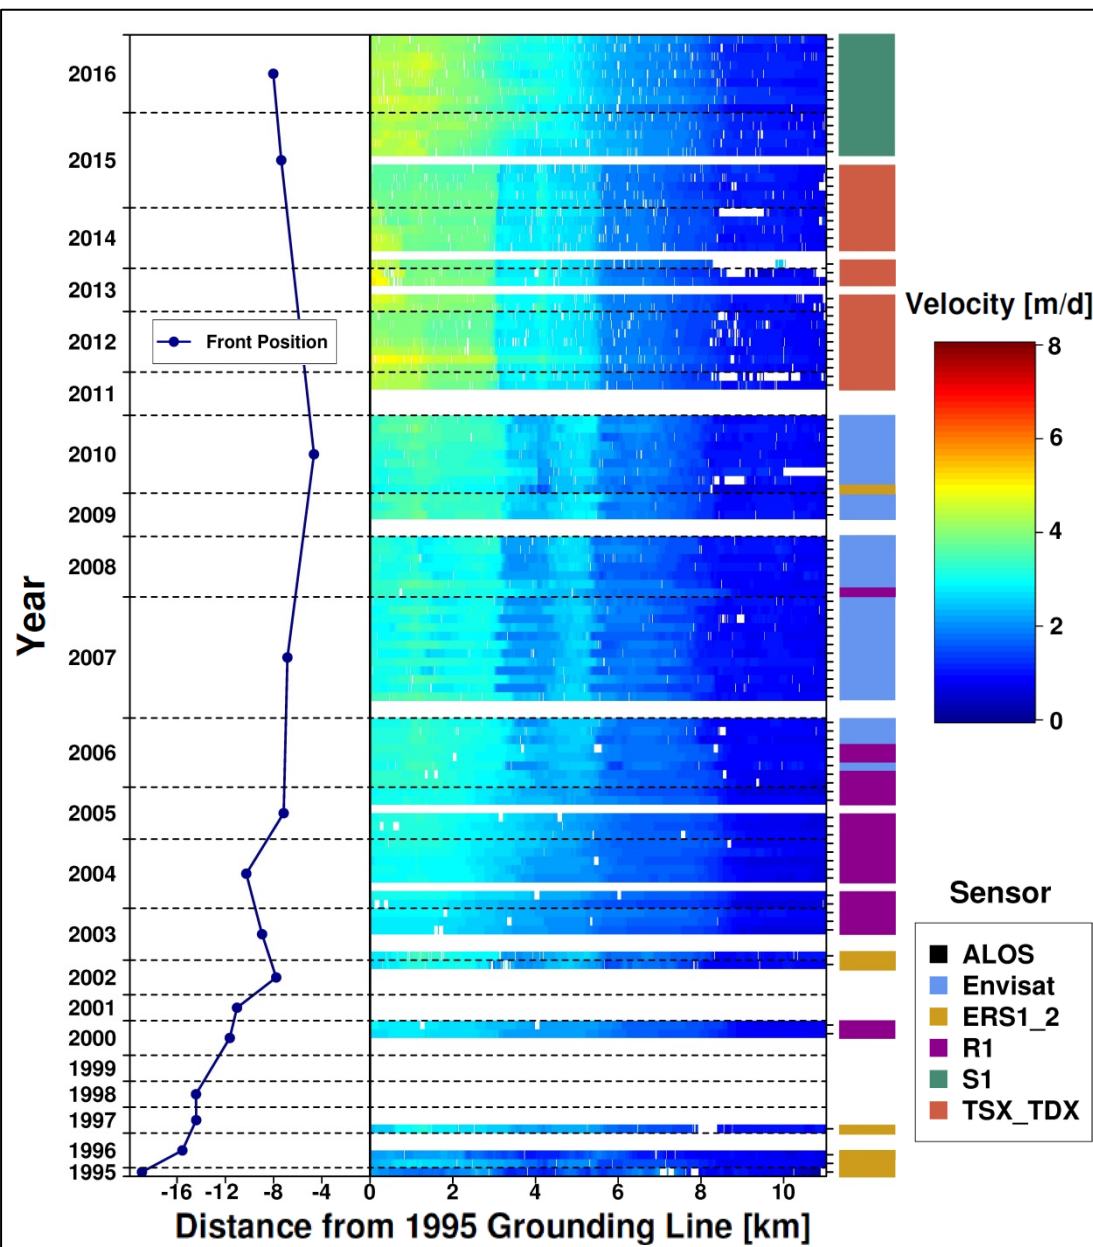 2016
2015
2014
2013
2012
2011
2010
2009
2008
2007
2006
2005
2004
2003
2002
2001
2000
1999
1998
1997
1996
1995
Year
Front Position
-16 -12 -8 -4 0 2 4 6 8 10
Distance from 1995 Grounding Line [km]
Velocity [m/d]
8
6
4
2
0
Sensor
ALOS
Envisat
ERS1_2
R1
S1
TSX_TDX